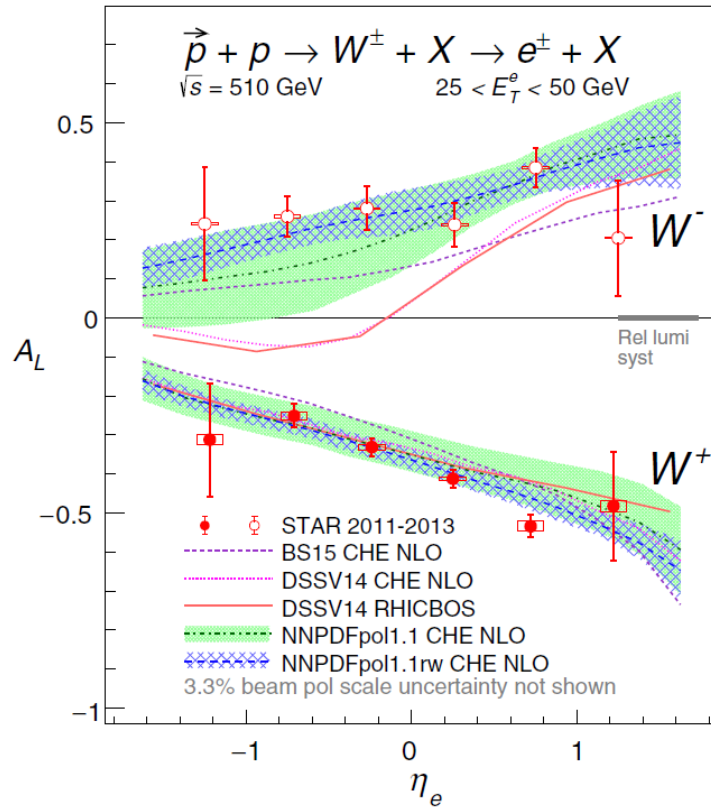 p⃗ + p → W± + X → e± + X
√s = 510 GeV 25 < E_T^e < 50 GeV
0.5
W-
0
Rel lumi
syst
A_L
W+
−0.5
STAR 2011-2013
BS15 CHE NLO
DSSV14 CHE NLO
DSSV14 RHICBOS
NNPDFpol1.1 CHE NLO
NNPDFpol1.1rw CHE NLO
3.3% beam pol scale uncertainty not shown
−1
−1 0 1
η_e